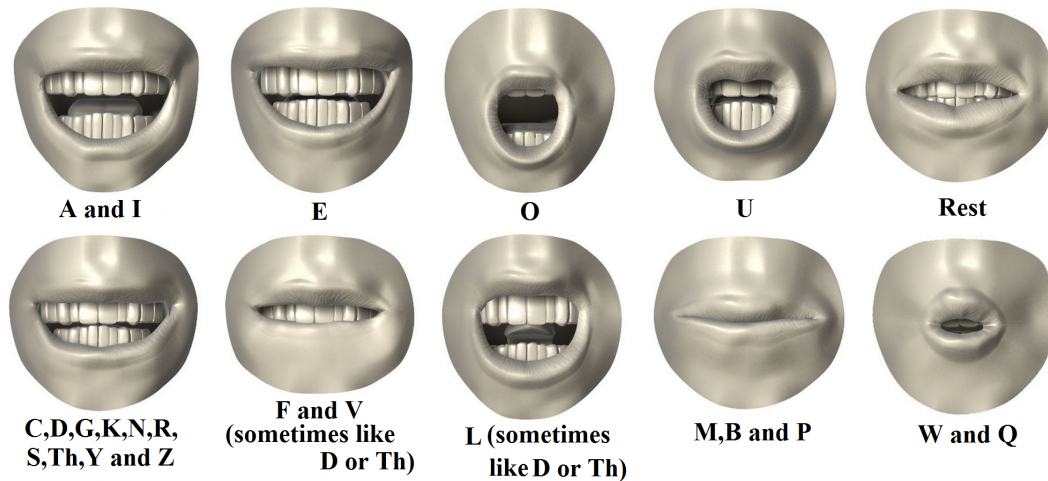 A and I
E
O
U
Rest
C,D,G,K,N,R,
S,Th,Y and Z
F and V
(sometimes like
D or Th)
L (sometimes
like D or Th)
M,B and P
W and Q